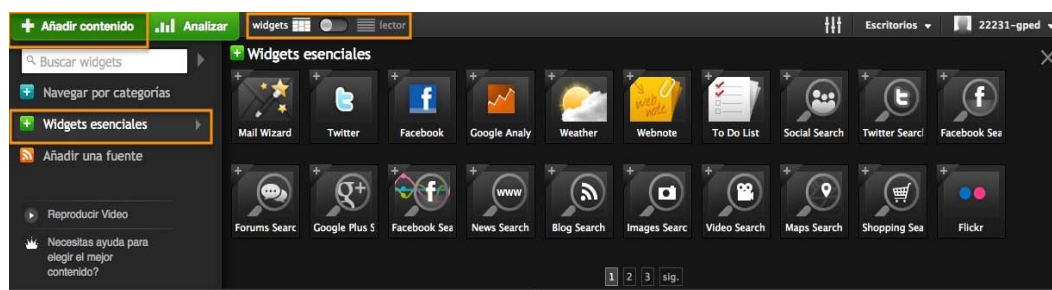 Añadir contenido
Analizar
widgets
lector
Escritorios
22231-gped
Buscar widgets
Navegar por categorías
Widgets esenciales
Añadir una fuente
Reproducir Video
Necesitas ayuda para
elegir el mejor
contenido?
Widgets esenciales
Mail Wizard
Twitter
Facebook
Google Analy
Weather
web
note
Webnote
To Do List
Social Search
Twitter Searcl
Facebook Sea
Forums Searc
g+
Google Plus S
Facebook Sea
www
News Search
Blog Search
Images Searc
Video Search
Maps Search
Shopping Sea
Flickr
1 2 3 sig.